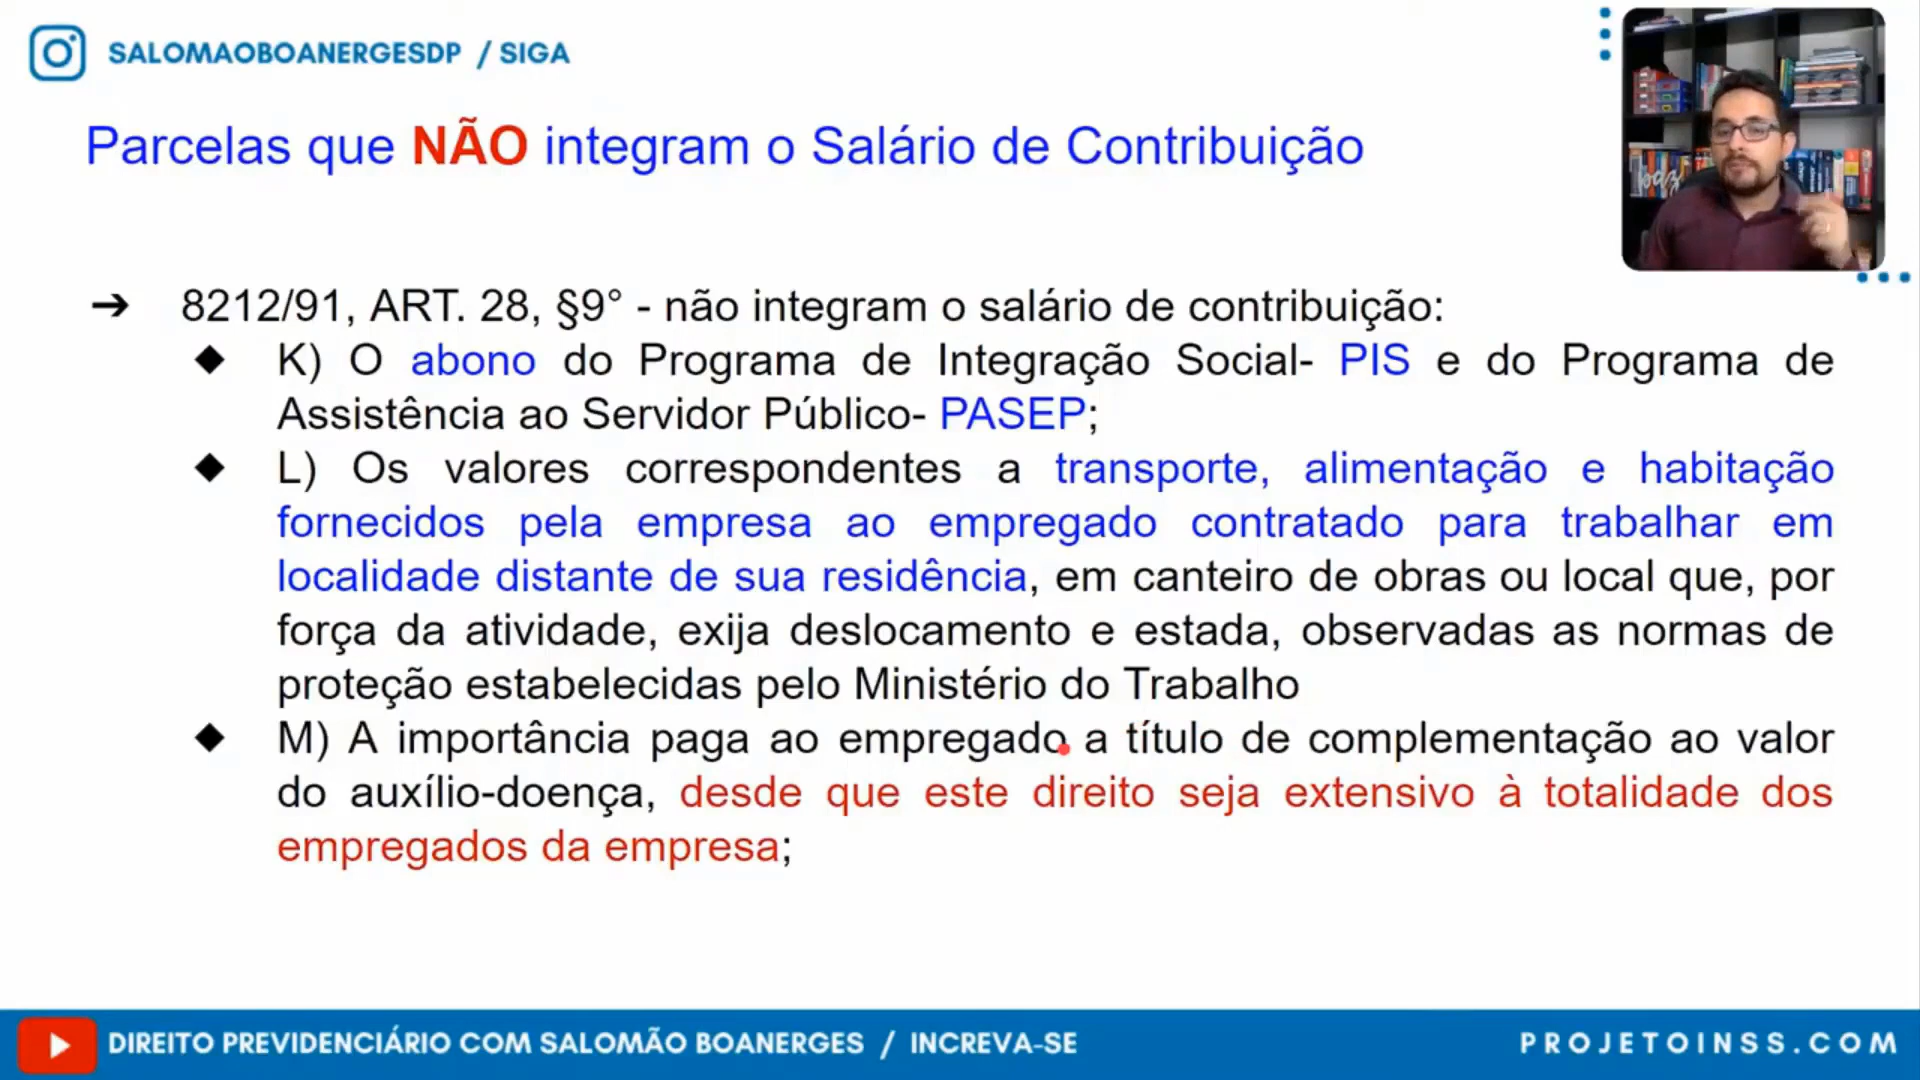 SALOMAOBOANERGESDP / SIGA
Parcelas que NÃO integram o Salário de Contribuição
➔ 8212/91, ART. 28, §9° - não integram o salário de contribuição:
◆ K) O abono do Programa de Integração Social- PIS e do Programa de
Assistência ao Servidor Público- PASEP;
◆ L) Os valores correspondentes a transporte, alimentação e habitação
fornecidos pela empresa ao empregado contratado para trabalhar em
localidade distante de sua residência, em canteiro de obras ou local que, por
força da atividade, exija deslocamento e estada, observadas as normas de
proteção estabelecidas pelo Ministério do Trabalho
◆ M) A importância paga ao empregado a título de complementação ao valor
do auxílio-doença, desde que este direito seja extensivo à totalidade dos
empregados da empresa;
DIREITO PREVIDENCIÁRIO COM SALOMÃO BOANERGES / INCREVA-SE
PROJETOINSS.COM